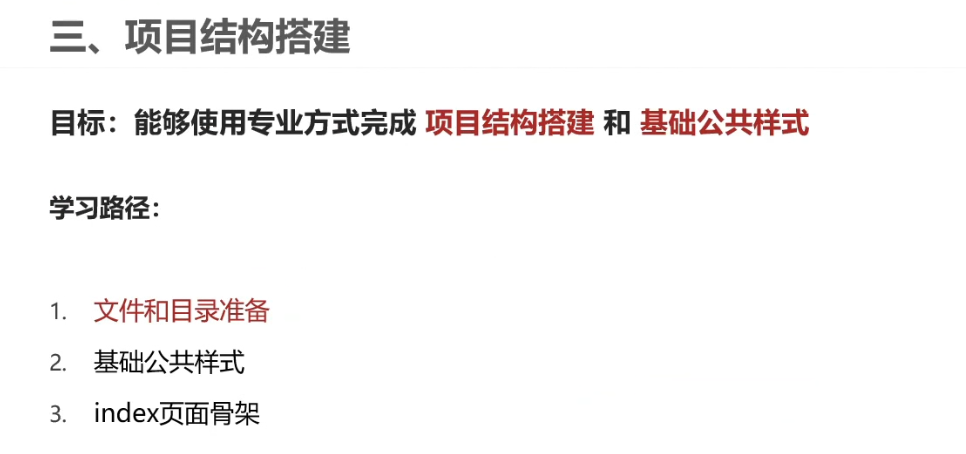 三、项目结构搭建
目标：能够使用专业方式完成 项目结构搭建 和 基础公共样式
学习路径：
1. 文件和目录准备
2. 基础公共样式
3. index页面骨架